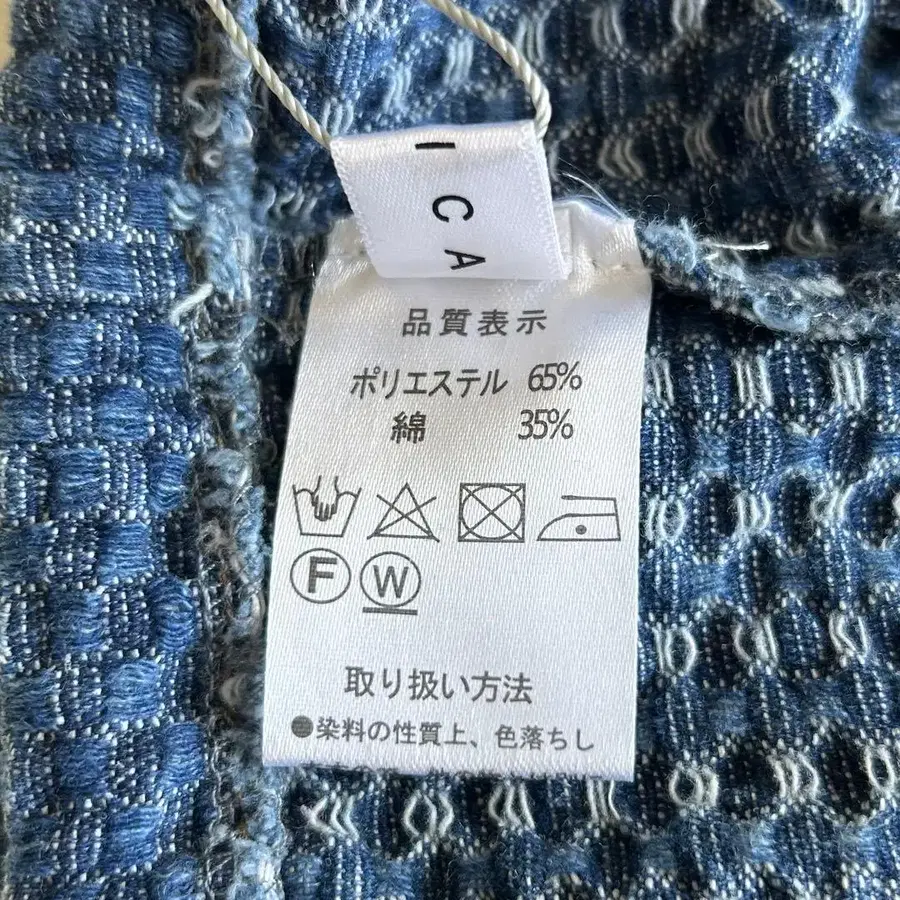 I
C
A
品質表示
ポリエステル 65%
綿 35%
F W
取り扱い方法
●染料の性質上、色落ちし